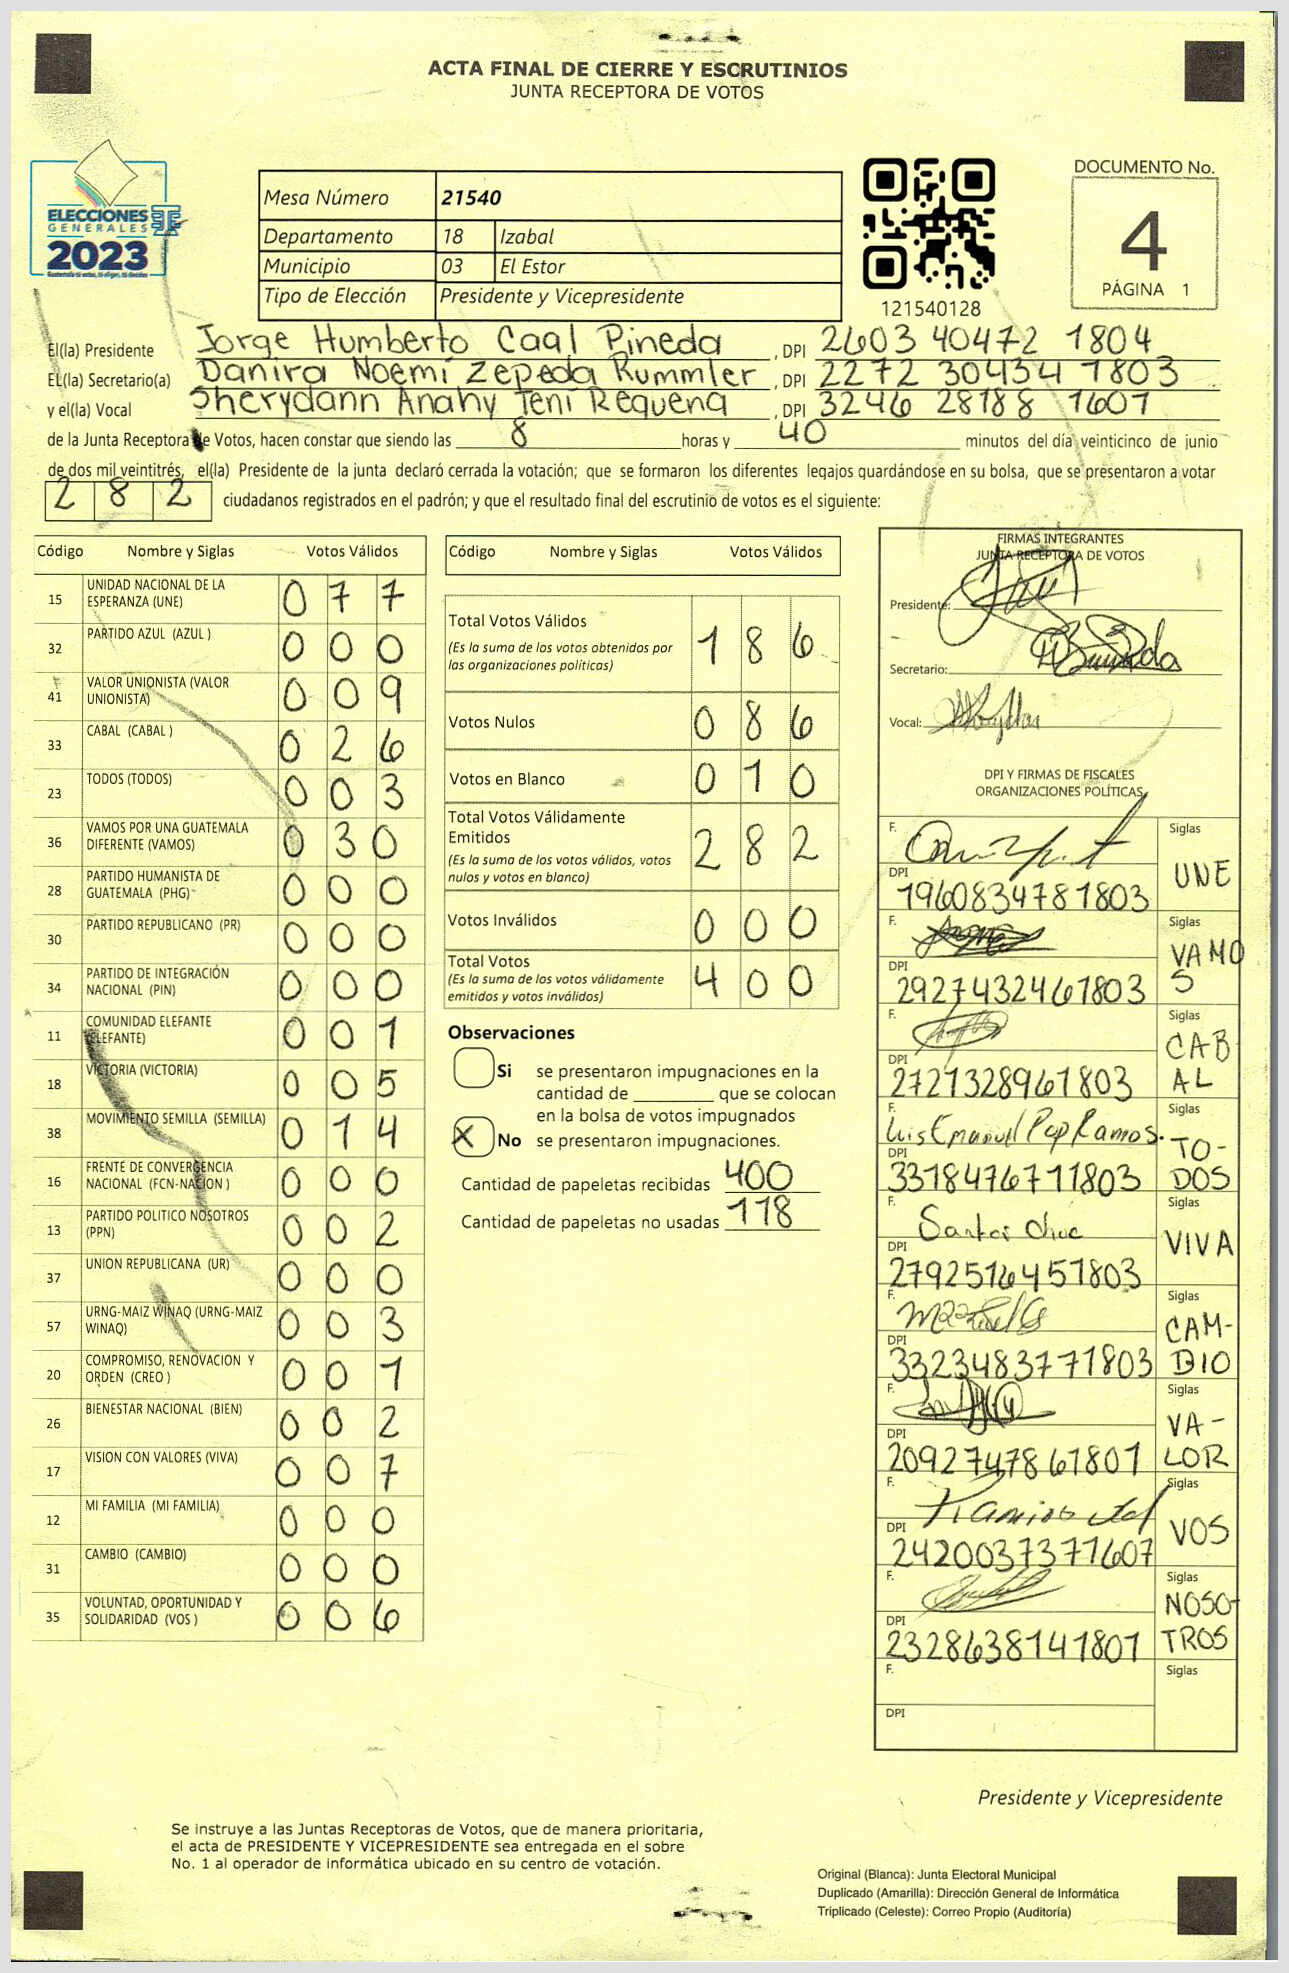 ACTA FINAL DE CIERRE Y ESCRUTINIOS
JUNTA RECEPTORA DE VOTOS
ELECCIONES
GENERALES
2023
Mesa Número 21540
Departamento 18 Izabal
Municipio 03 El Estor
Tipo de Elección Presidente y Vicepresidente
121540128
DOCUMENTO No.
4
PÁGINA 1
El(la) Presidente Jorge Humberto Caal Pineda, DPI 2603 40472 1804
EL(la) Secretario(a) Danira Noemí Zepeda Rummler, DPI 2272 30434 1803
y el(la) Vocal Sherydann Anahy Teni Requena, DPI 3246 28188 1601
de la Junta Receptora de Votos, hacen constar que siendo las 8 horas y 40 minutos del día veinticinco de junio
de dos mil veintitrés, el(la) Presidente de la junta declaró cerrada la votación; que se formaron los diferentes legajos guardándose en su bolsa, que se presentaron a votar
282 ciudadanos registrados en el padrón; y que el resultado final del escrutinio de votos es el siguiente:
Código Nombre y Siglas Votos Válidos
15 UNIDAD NACIONAL DE LA ESPERANZA (UNE) 0 7 7
32 PARTIDO AZUL (AZUL ) 0 0 0
41 VALOR UNIONISTA (VALOR UNIONISTA) 0 0 9
33 CABAL (CABAL ) 0 2 6
23 TODOS (TODOS) 0 0 3
36 VAMOS POR UNA GUATEMALA DIFERENTE (VAMOS) 0 3 0
28 PARTIDO HUMANISTA DE GUATEMALA (PHG) 0 0 0
30 PARTIDO REPUBLICANO (PR) 0 0 0
34 PARTIDO DE INTEGRACIÓN NACIONAL (PIN) 0 0 0
11 COMUNIDAD ELEFANTE (ELEFANTE) 0 0 1
18 VICTORIA (VICTORIA) 0 0 5
38 MOVIMIENTO SEMILLA (SEMILLA) 0 1 4
16 FRENTE DE CONVERGENCIA NACIONAL (FCN-NACION ) 0 0 0
13 PARTIDO POLITICO NOSOTROS (PPN) 0 0 2
37 UNION REPUBLICANA (UR) 0 0 0
57 URNG-MAIZ WINAQ (URNG-MAIZ WINAQ) 0 0 3
20 COMPROMISO, RENOVACION Y ORDEN (CREO ) 0 0 1
26 BIENESTAR NACIONAL (BIEN) 0 0 2
17 VISION CON VALORES (VIVA) 0 0 7
12 MI FAMILIA (MI FAMILIA) 0 0 0
31 CAMBIO (CAMBIO) 0 0 0
35 VOLUNTAD, OPORTUNIDAD Y SOLIDARIDAD (VOS ) 0 0 6
Código Nombre y Siglas Votos Válidos
Total Votos Válidos 1 8 6
(Es la suma de los votos obtenidos por
las organizaciones políticas)
Votos Nulos 0 8 6
Votos en Blanco 0 1 0
Total Votos Válidamente
Emitidos 2 8 2
(Es la suma de los votos válidos, votos
nulos y votos en blanco)
Votos Inválidos 0 0 0
Total Votos 4 0 0
(Es la suma de los votos válidamente
emitidos y votos inválidos)
Observaciones
Si se presentaron impugnaciones en la
cantidad de ________ que se colocan
en la bolsa de votos impugnados
X No se presentaron impugnaciones.
Cantidad de papeletas recibidas 400
Cantidad de papeletas no usadas 118
FIRMAS INTEGRANTES
JUNTA RECEPTORA DE VOTOS
Presidente:
Secretario:
Vocal:
DPI Y FIRMAS DE FISCALES
ORGANIZACIONES POLÍTICAS
F. Siglas
DPI 1960834781803 UNE
F. Siglas
DPI 2927432461803 VAMOS
F. Siglas
DPI 2721328961803 CABAL
F. Luis Emanuel Pop Ramos. Siglas
DPI 3318476711803 TO-DOS
F. Santos Choc Siglas
DPI 2792516451803 VIVA
F. Siglas
DPI 3323483771803 CAM-BIO
F. Siglas
DPI 2092747861801 VA-LOR
F. Siglas
DPI 2420037371607 VOS
F. Siglas
DPI 2328638141801 NOSO-TROS
F. Siglas
DPI
Presidente y Vicepresidente
Se instruye a las Juntas Receptoras de Votos, que de manera prioritaria,
el acta de PRESIDENTE Y VICEPRESIDENTE sea entregada en el sobre
No. 1 al operador de informática ubicado en su centro de votación.
Original (Blanca): Junta Electoral Municipal
Duplicado (Amarilla): Dirección General de Informática
Triplicado (Celeste): Correo Propio (Auditoría)